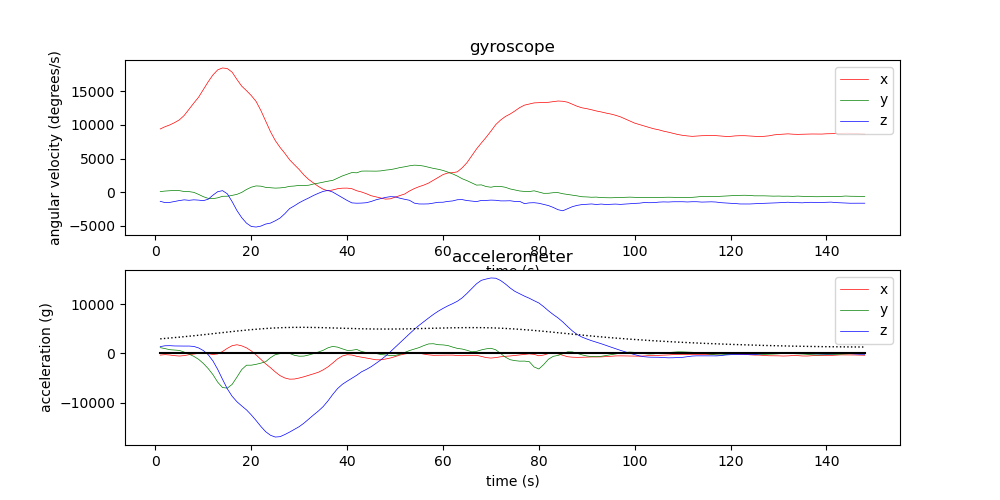 gyroscope
angular velocity (degrees/s)
15000
10000
5000
0
−5000
x
y
z
0 20 40 60 80 100 120 140
time (s)
accelerometer
acceleration (g)
10000
0
−10000
x
y
z
0 20 40 60 80 100 120 140
time (s)